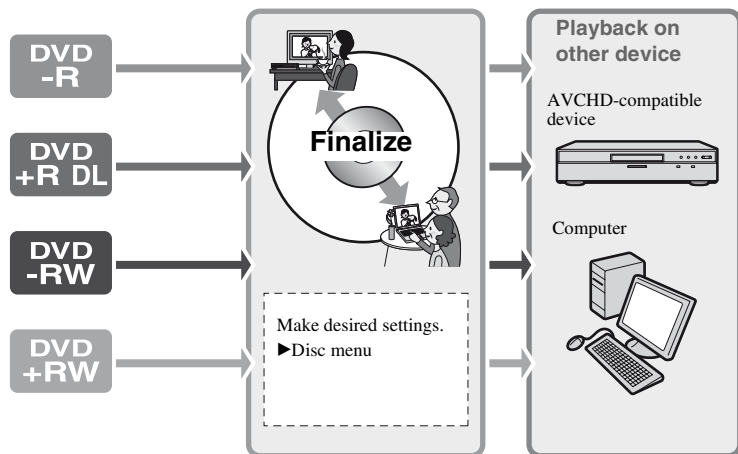 DVD
-R
DVD
+R DL
DVD
-RW
DVD
+RW
Finalize
Make desired settings.
►Disc menu
Playback on
other device
AVCHD-compatible
device
Computer